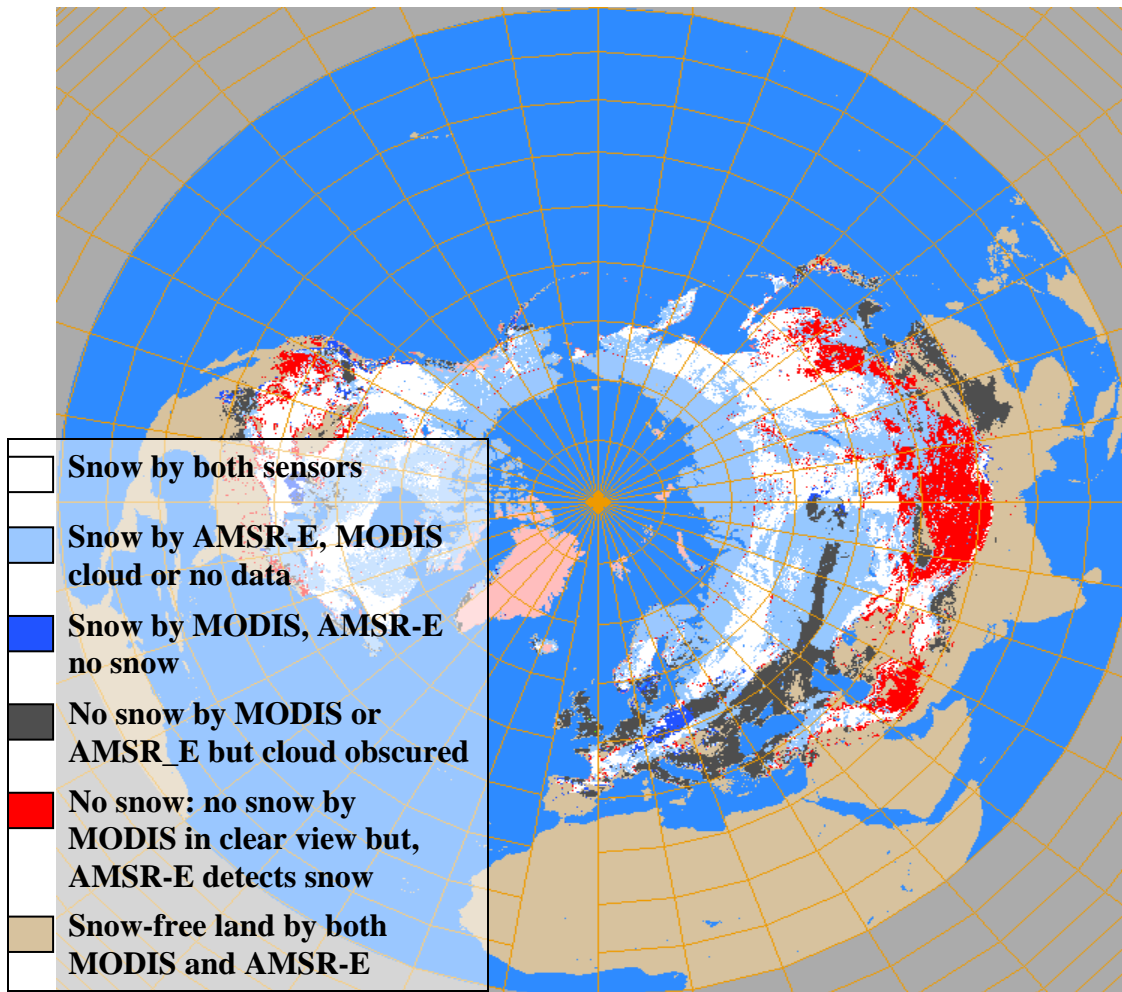 Snow by both sensors
Snow by AMSR-E, MODIS
cloud or no data
Snow by MODIS, AMSR-E
no snow
No snow by MODIS or
AMSR_E but cloud obscured
No snow: no snow by
MODIS in clear view but,
AMSR-E detects snow
Snow-free land by both
MODIS and AMSR-E